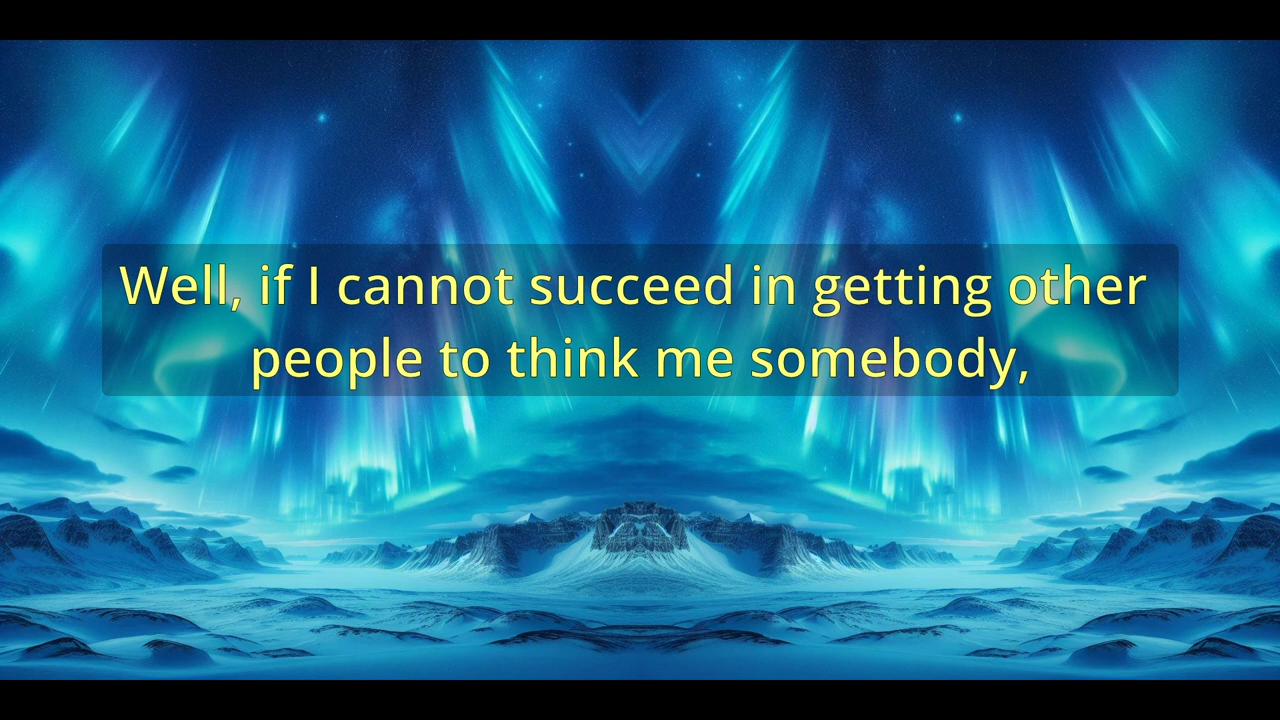 Well, if I cannot succeed in getting other
people to think me somebody,